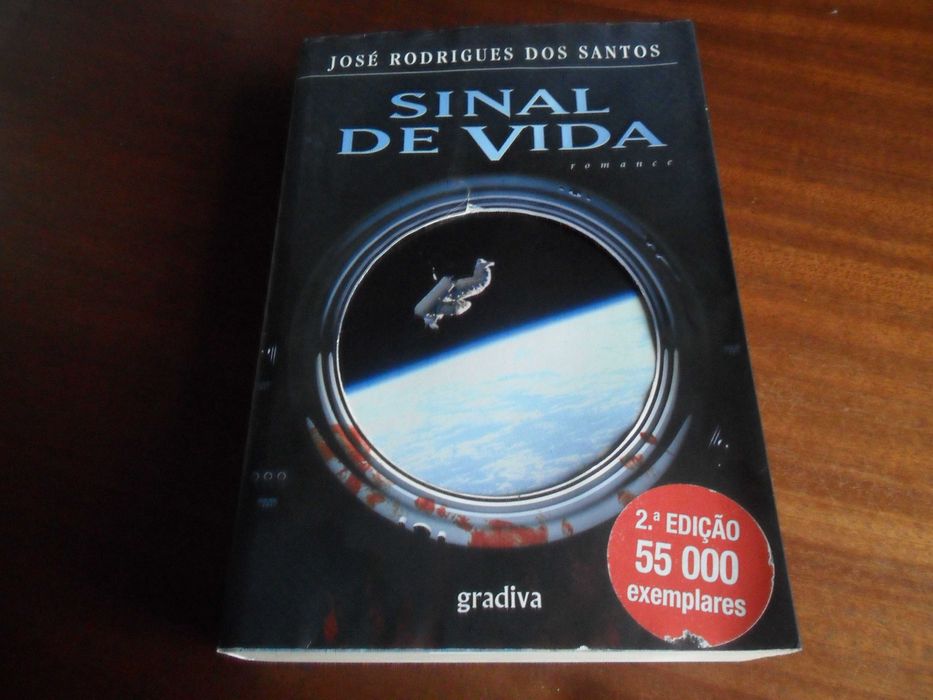 JOSÉ RODRIGUES DOS SANTOS
SINAL
DE VIDA
romance
2.ª EDIÇÃO
55 000
exemplares
gradiva